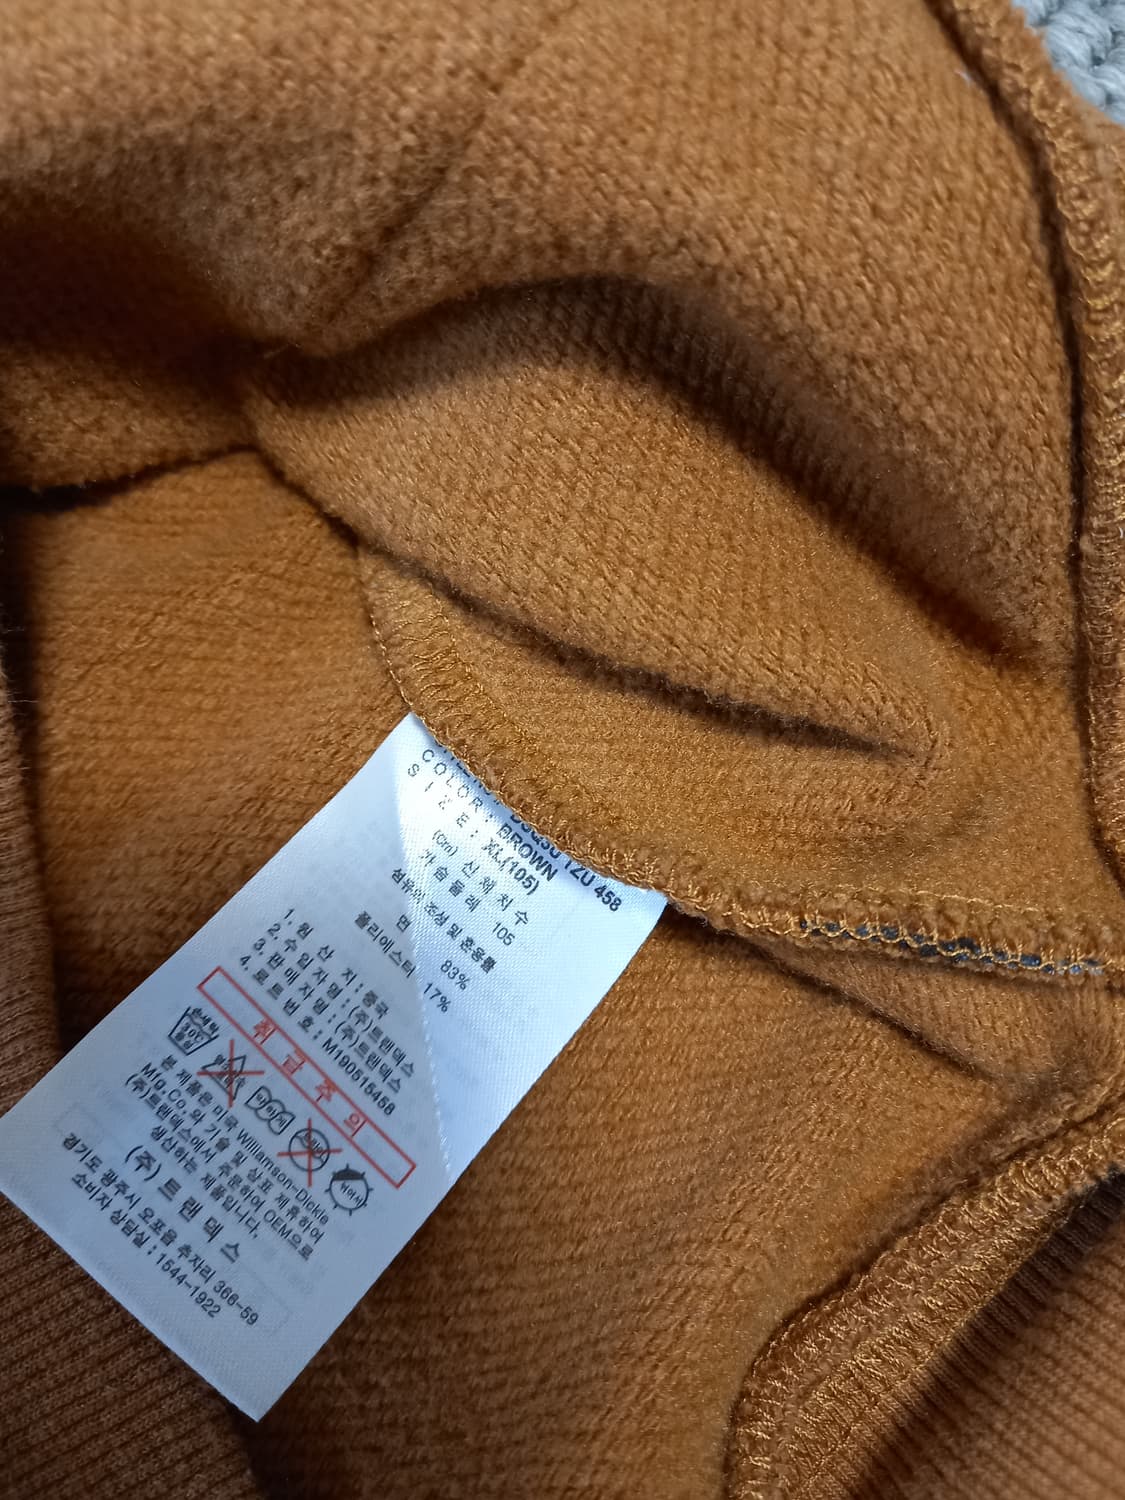 COLOR : BROWN
SIZE : XL(105)
(Cm) 신체치수
가슴둘레 105
섬유의 조성 및 혼용률
면 83%
폴리에스터 17%
1. 원 산 지 : 중국
2. 수입자명 : (주)트랜덱스
3. 판매자명 : (주)트랜덱스
4. 로트번호 : M190515458
취급주의
본 제품은 미국 Williamson-Dickie
Mfg.Co.와 기술 및 상표 제휴하여
(주)트랜덱스에서 주문하여 OEM으로
생산하는 제품입니다.
(주) 트 랜 덱 스
경기도 광주시 오포읍 추자리 366-59
소비자 상담실 : 1544-1922